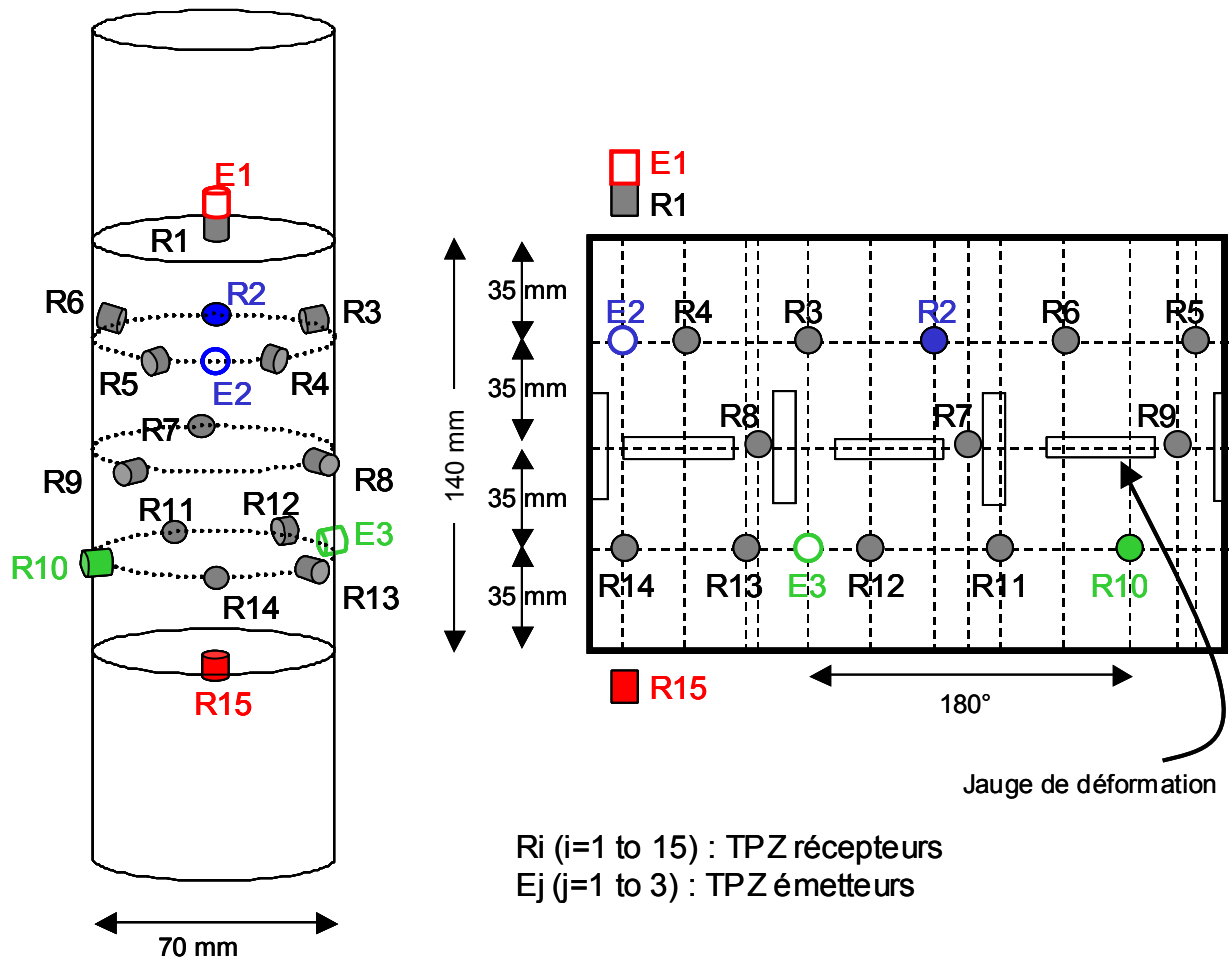 E1
R1
R6
R2
R3
R5
E2
R4
R7
R9
R8
R11
R12
E3
R10
R14
R13
R15
70 mm
140 mm
35 mm
35 mm
35 mm
35 mm
E1
R1
E2
R4
R3
R2
R6
R5
R8
R7
R9
R14
R13
E3
R12
R11
R10
R15
180°
Jauge de déformation
Ri (i=1 to 15) : TPZ récepteurs
Ej (j=1 to 3) : TPZ émetteurs